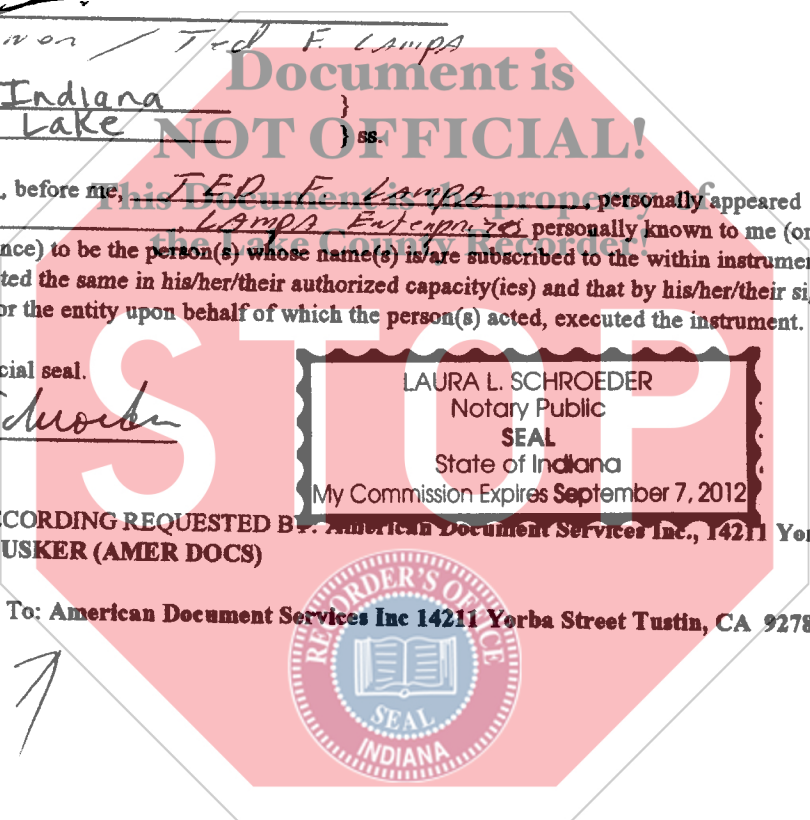 Ted F. Lampa
Document is
Indiana }
Lake } ss.
NOT OFFICIAL!
, before me, TED F. LAMPA, personally appeared
This Document is the property of
, LAMPA Enterprizes personally known to me (or
the Lake County Recorder!
nce) to be the person(s) whose name(s) is/are subscribed to the within instrumen
ted the same in his/her/their authorized capacity(ies) and that by his/her/their si
or the entity upon behalf of which the person(s) acted, executed the instrument.
STOP
cial seal.
LAURA L. SCHROEDER
Notary Public
SEAL
State of Indiana
My Commission Expires September 7, 2012
ECORDING REQUESTED BY: American Document Services Inc., 14211 Yor
USKER (AMER DOCS)
To: American Document Services Inc 14211 Yorba Street Tustin, CA 9278
RECORDER'S OFFICE
SEAL
INDIANA